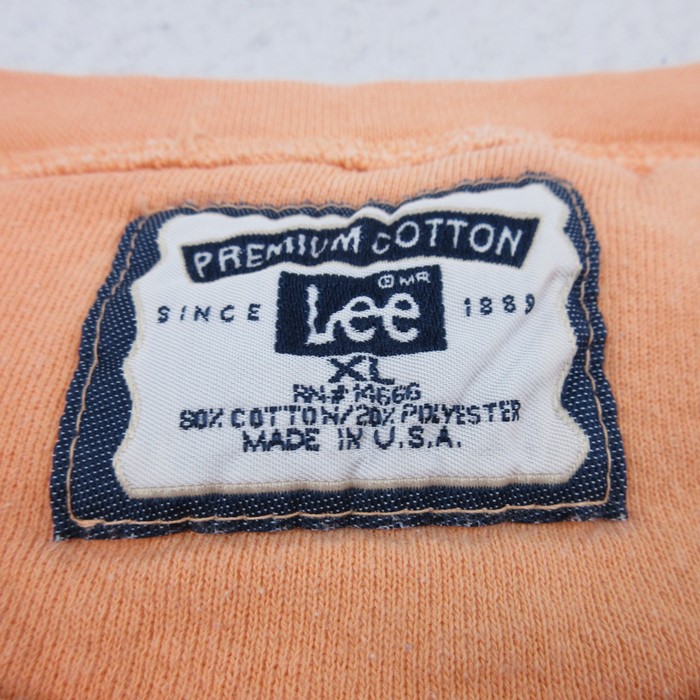 PREMIUM COTTON
® MR
SINCE Lee 1889
XL
RN# 14666
80% COTTON/20% POLYESTER
MADE IN U.S.A.